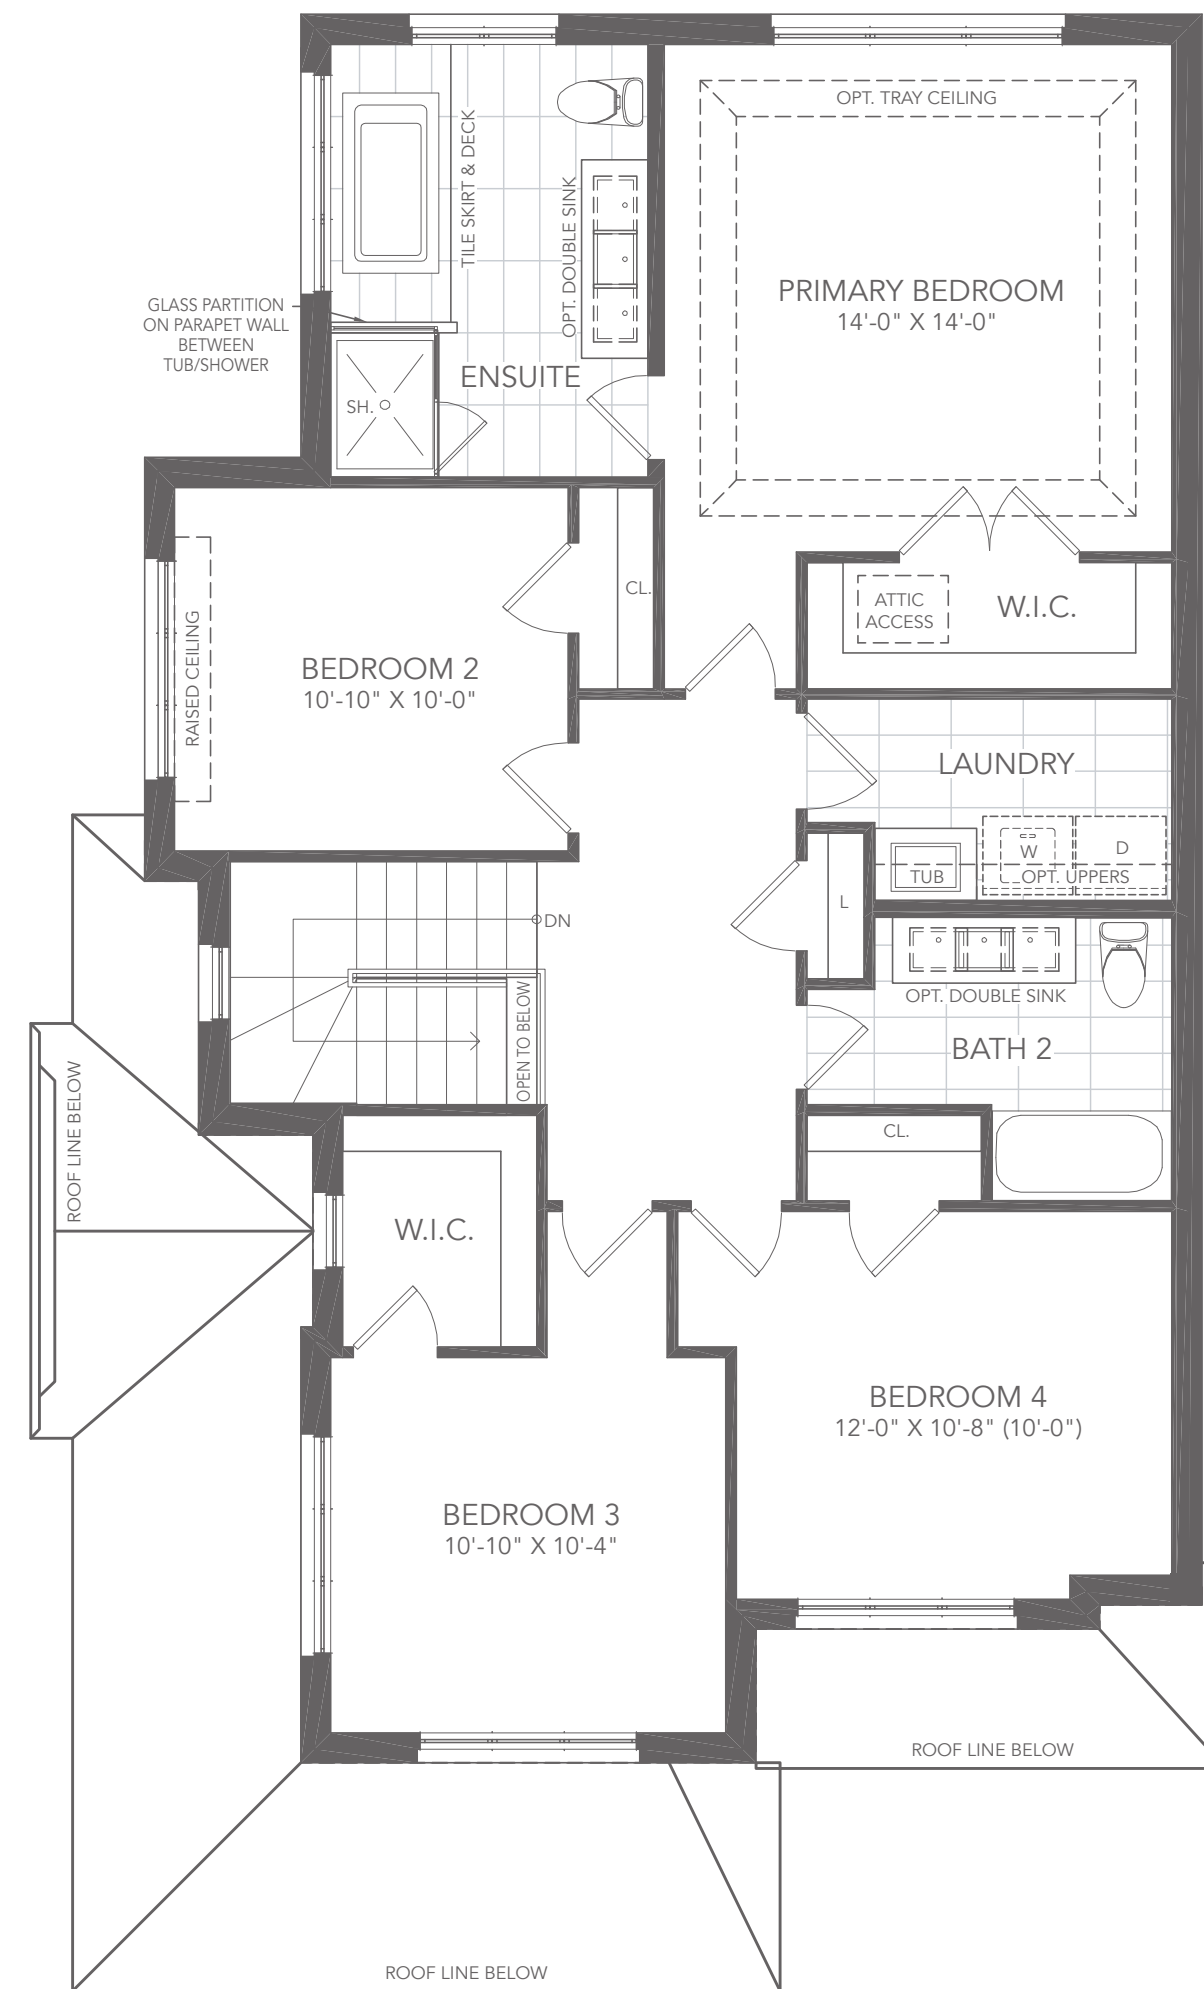 OPT. TRAY CEILING
TILE SKIRT & DECK
OPT. DOUBLE SINK
PRIMARY BEDROOM
14'-0" X 14'-0"
GLASS PARTITION
ON PARAPET WALL
BETWEEN
TUB/SHOWER
ENSUITE
SH.
CL.
ATTIC
ACCESS
W.I.C.
RAISED CEILING
BEDROOM 2
10'-10" X 10'-0"
LAUNDRY
W
D
TUB
OPT. UPPERS
L
DN
OPEN TO BELOW
OPT. DOUBLE SINK
BATH 2
ROOF LINE BELOW
CL.
W.I.C.
BEDROOM 4
12'-0" X 10'-8" (10'-0")
BEDROOM 3
10'-10" X 10'-4"
ROOF LINE BELOW
ROOF LINE BELOW